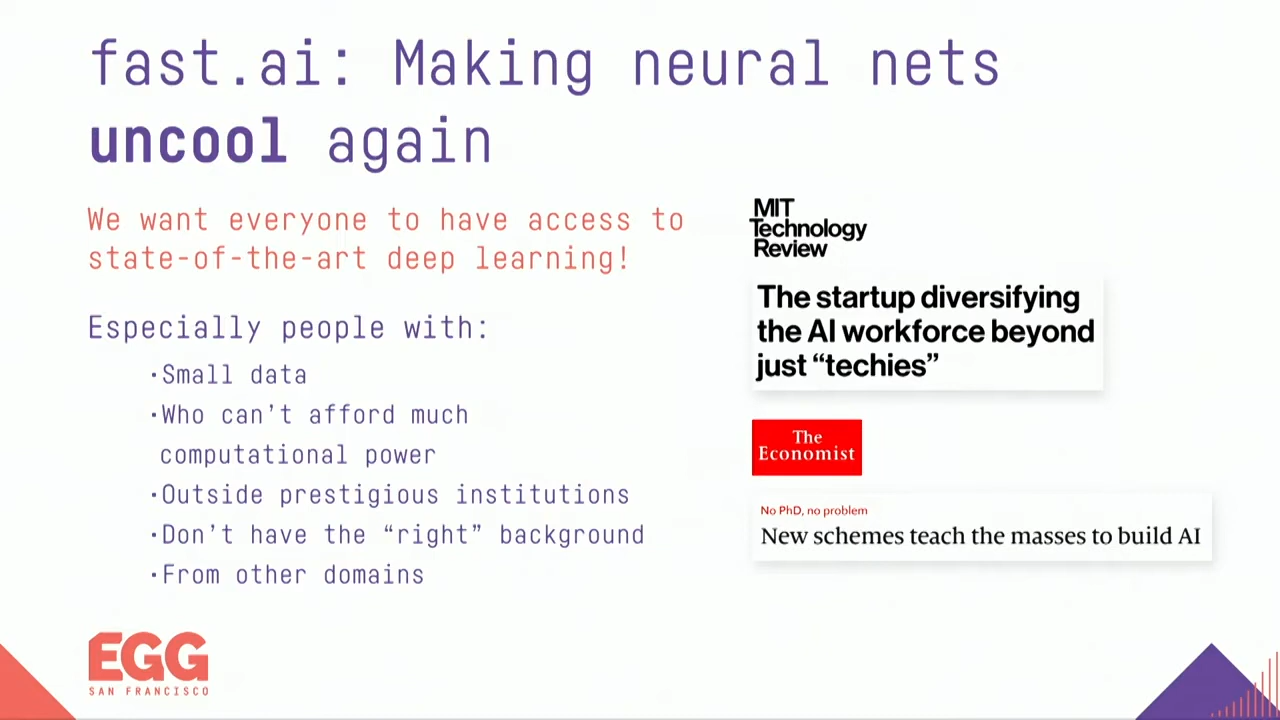 fast.ai: Making neural nets
uncool again
We want everyone to have access to
state-of-the-art deep learning!
Especially people with:
·Small data
·Who can’t afford much
computational power
·Outside prestigious institutions
·Don’t have the “right” background
·From other domains
MIT
Technology
Review
The startup diversifying
the AI workforce beyond
just “techies”
The
Economist
No PhD, no problem
New schemes teach the masses to build AI
EGG
SAN FRANCISCO